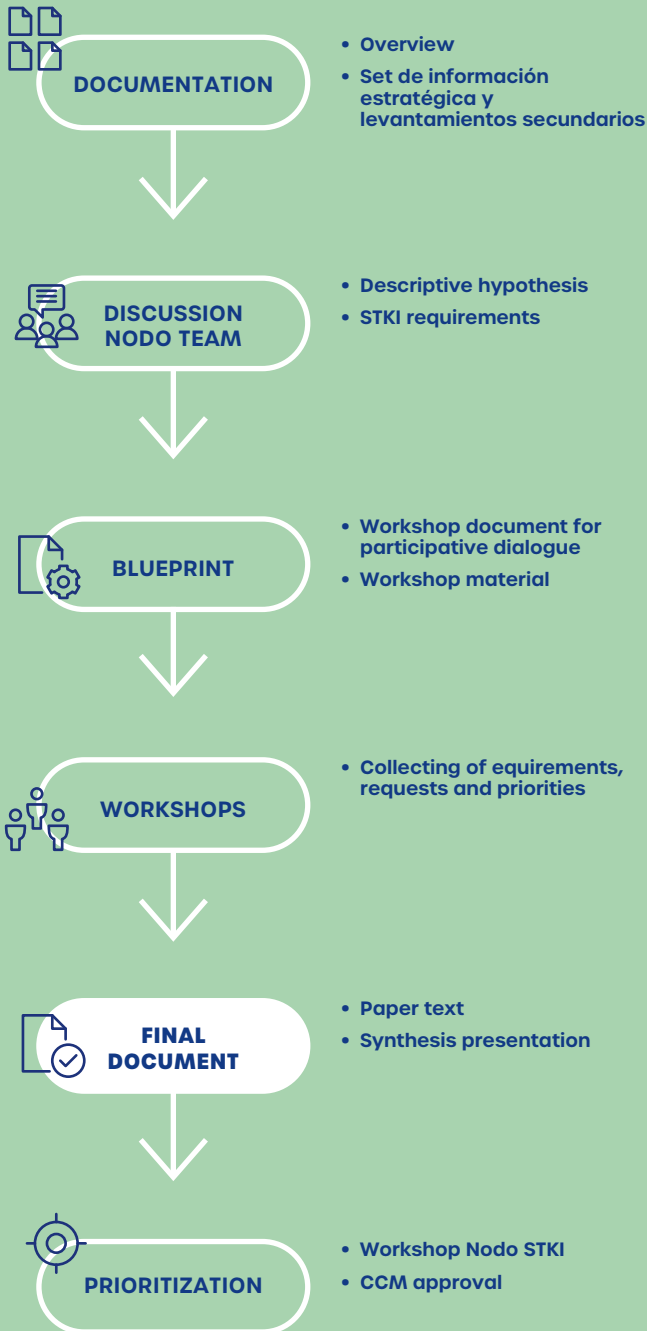 DOCUMENTATION
• Overview
• Set de información
estratégica y
levantamientos secundarios
DISCUSSION
NODO TEAM
• Descriptive hypothesis
• STKI requirements
BLUEPRINT
• Workshop document for
participative dialogue
• Workshop material
WORKSHOPS
• Collecting of equirements,
requests and priorities
FINAL
DOCUMENT
• Paper text
• Synthesis presentation
PRIORITIZATION
• Workshop Nodo STKI
• CCM approval